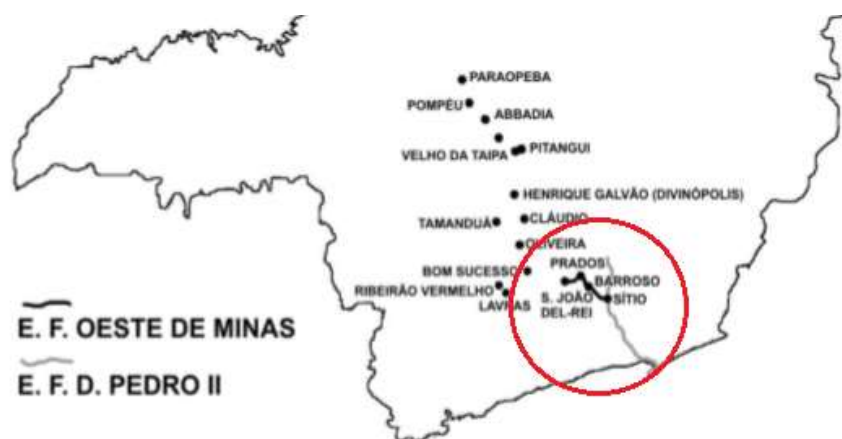 PARAOPEBA
POMPÉU
ABBADIA
VELHO DA TAIPA
PITANGUI
HENRIQUE GALVÃO (DIVINÓPOLIS)
TAMANDUÁ
CLÁUDIO
OLIVEIRA
PRADOS
BOM SUCESSO
BARROSO
RIBEIRÃO VERMELHO
S. JOÃO
DEL-REI
SÍTIO
LAVRAS
E. F. OESTE DE MINAS
E. F. D. PEDRO II